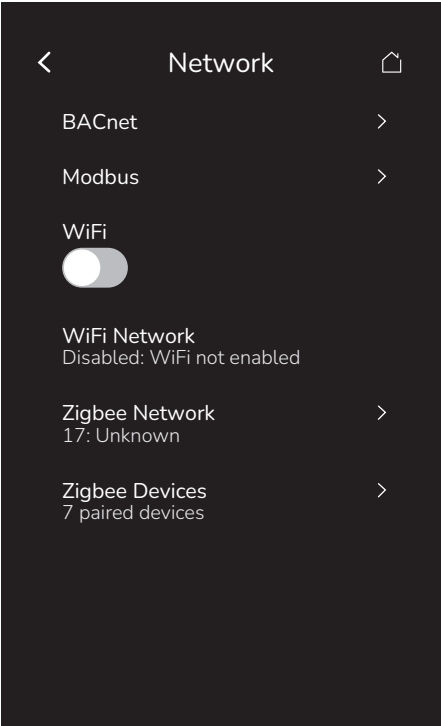 Network
BACnet
Modbus
WiFi
WiFi Network
Disabled: WiFi not enabled
Zigbee Network
17: Unknown
Zigbee Devices
7 paired devices